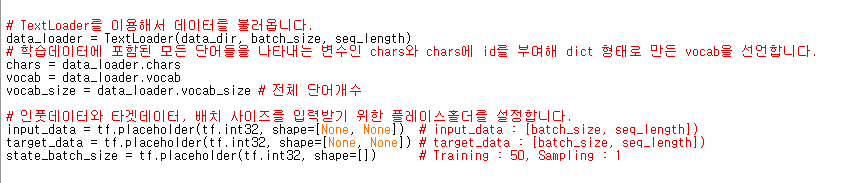 # TextLoader를 이용해서 데이터를 불러옵니다.
data_loader = TextLoader(data_dir, batch_size, seq_length)
# 학습데이터에 포함된 모든 단어들을 나타내는 변수인 chars와 chars에 id를 부여해 dict 형태로 만든 vocab을 선언합니다.
chars = data_loader.chars
vocab = data_loader.vocab
vocab_size = data_loader.vocab_size # 전체 단어개수
# 인풋데이터와 타겟데이터, 배치 사이즈를 입력받기 위한 플레이스홀더를 설정합니다.
input_data = tf.placeholder(tf.int32, shape=[None, None])  # input_data : [batch_size, seq_length])
target_data = tf.placeholder(tf.int32, shape=[None, None]) # target_data : [batch_size, seq_length])
state_batch_size = tf.placeholder(tf.int32, shape=[])      # Training : 50, Sampling : 1